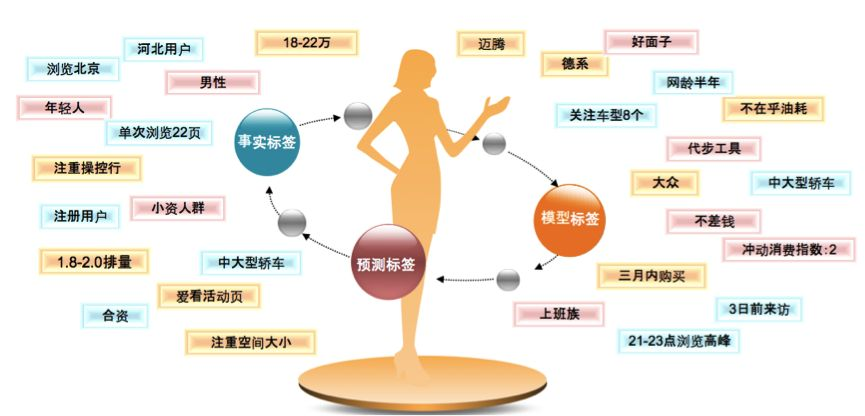 18-22万
迈腾
好面子
河北用户
德系
浏览北京
男性
网龄半年
年轻人
不在乎油耗
关注车型8个
单次浏览22页
事实标签
代步工具
注重操控行
大众
中大型轿车
小资人群
注册用户
模型标签
不差钱
冲动消费指数:2
1.8-2.0排量
中大型轿车
预测标签
三月内购买
爱看活动页
3日前来访
合资
上班族
注重空间大小
21-23点浏览高峰